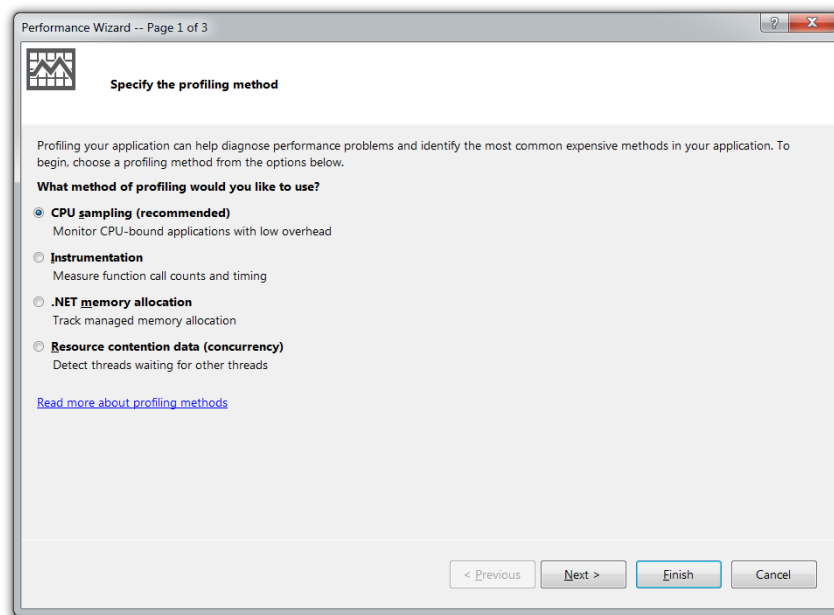 Performance Wizard -- Page 1 of 3
Specify the profiling method
Profiling your application can help diagnose performance problems and identify the most common expensive methods in your application. To
begin, choose a profiling method from the options below.
What method of profiling would you like to use?
CPU sampling (recommended)
Monitor CPU-bound applications with low overhead
Instrumentation
Measure function call counts and timing
.NET memory allocation
Track managed memory allocation
Resource contention data (concurrency)
Detect threads waiting for other threads
Read more about profiling methods
< Previous Next > Finish Cancel